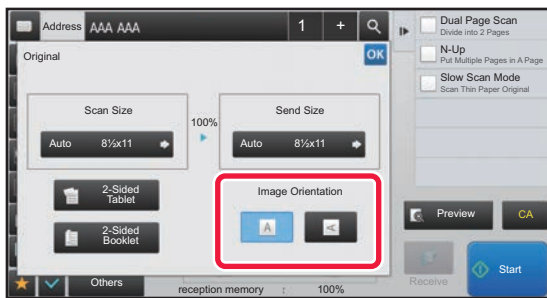 Address AAA AAA 1 +
Original OK
Scan Size
Auto 8½x11
100%
Send Size
Auto 8½x11
2-Sided
Tablet
2-Sided
Booklet
Image Orientation
A A
Others
reception memory : 100%
Dual Page Scan
Divide into 2 Pages
N-Up
Put Multiple Pages in A Page
Slow Scan Mode
Scan Thin Paper Original
Preview CA
Receive
Start